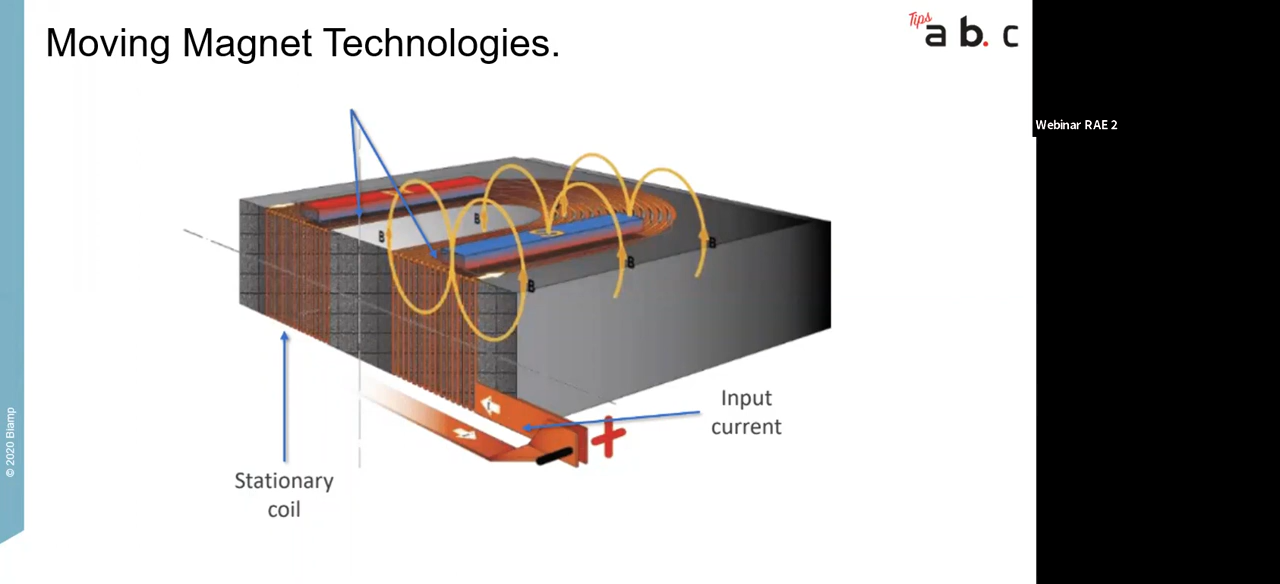 Moving Magnet Technologies.
Tips
a b. c
Webinar RAE 2
B
B
B
B
B
Input
current
Stationary
coil
© 2020 Biamp